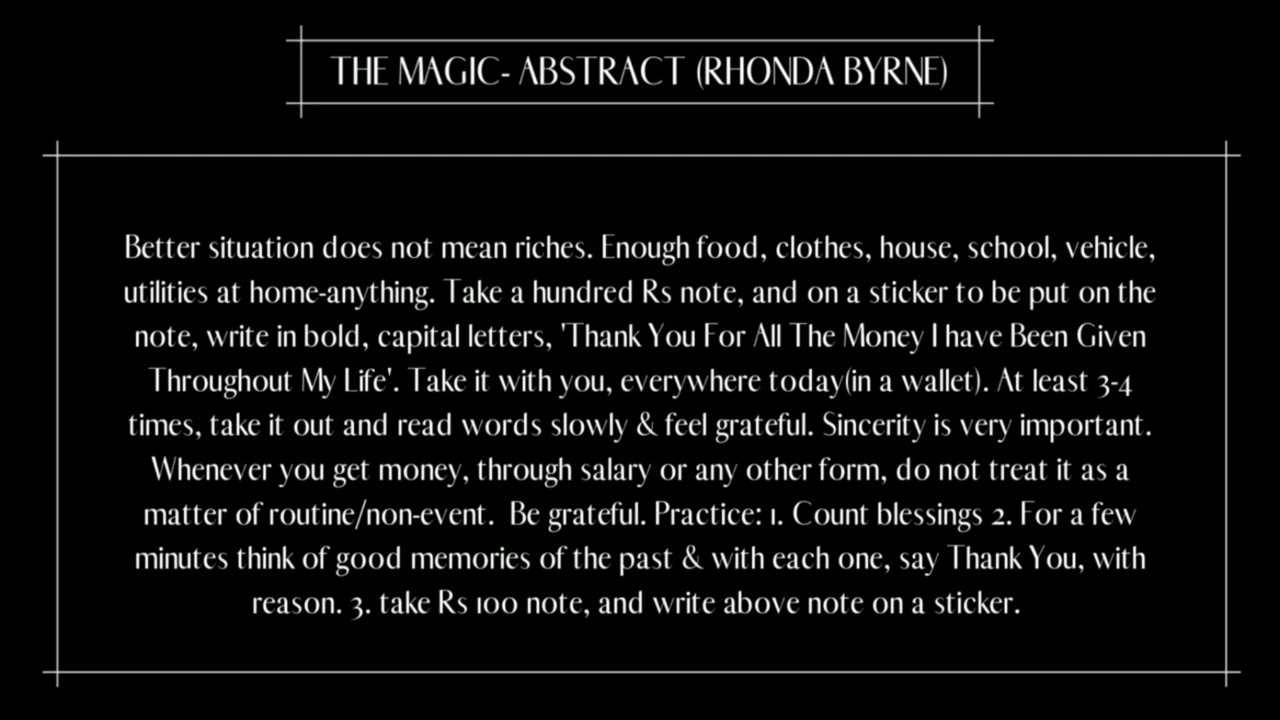 THE MAGIC- ABSTRACT (RHONDA BYRNE)
Better situation does not mean riches. Enough food, clothes, house, school, vehicle,
utilities at home-anything. Take a hundred Rs note, and on a sticker to be put on the
note, write in bold, capital letters, 'Thank You For All The Money I have Been Given
Throughout My Life'. Take it with you, everywhere today(in a wallet). At least 3-4
times, take it out and read words slowly & feel grateful. Sincerity is very important.
Whenever you get money, through salary or any other form, do not treat it as a
matter of routine/non-event.  Be grateful. Practice: 1. Count blessings 2. For a few
minutes think of good memories of the past & with each one, say Thank You, with
reason. 3. take Rs 100 note, and write above note on a sticker.